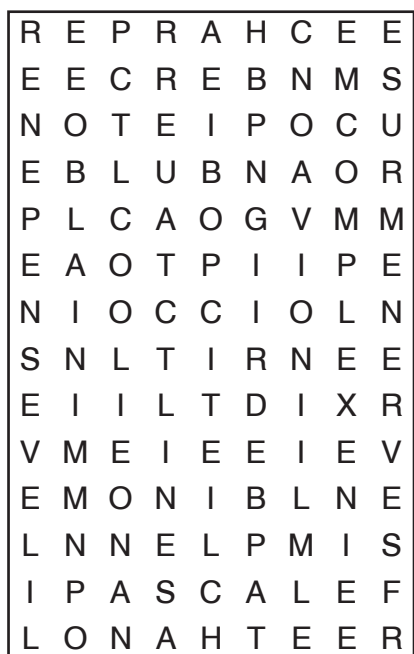 R E P R A H C E E
E E C R E B N M S
N O T E I P O C U
E B L U B N A O R
P L C A O G V M M
E A O T P I I P E
N I O C C I O L N
S N L T I R N E E
E I I L T D I X R
V M E I E E I E V
E M O N I B L N E
L N N E L P M I S
I P A S C A L E F
L O N A H T E E R